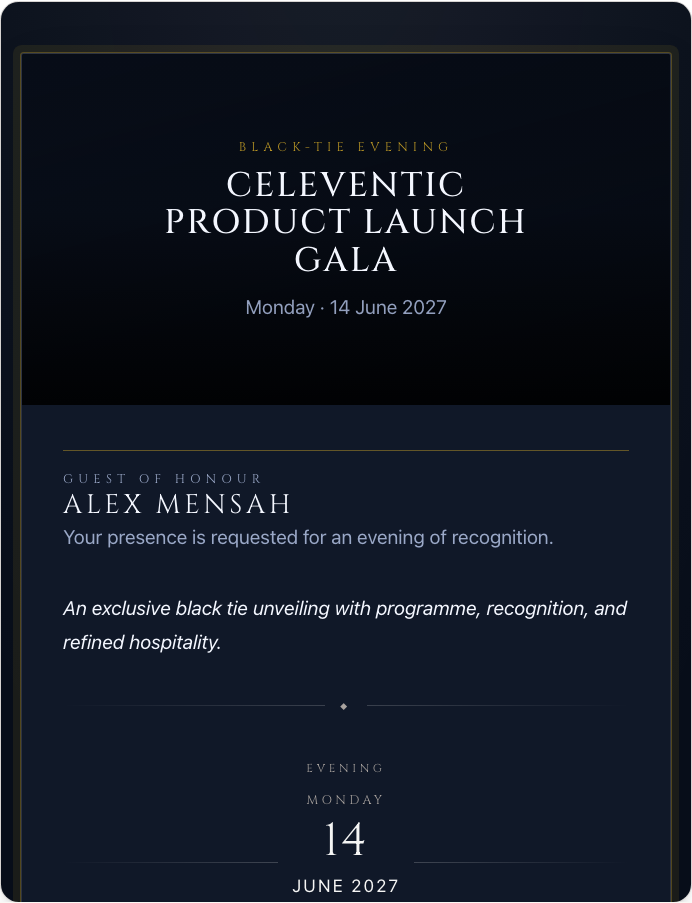 BLACK-TIE EVENING
CELEVENTIC
PRODUCT LAUNCH
GALA
Monday · 14 June 2027
GUEST OF HONOUR
ALEX MENSAH
Your presence is requested for an evening of recognition.
An exclusive black tie unveiling with programme, recognition, and
refined hospitality.
EVENING
MONDAY
14
JUNE 2027